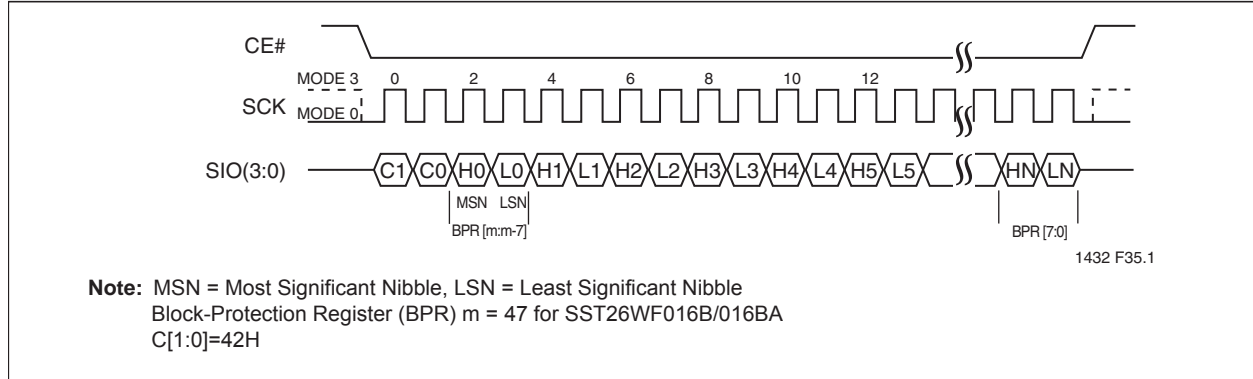 CE#
MODE 3 0 2 4 6 8 10 12
SCK
MODE 0
SIO(3:0) C1 C0 H0 L0 H1 L1 H2 L2 H3 L3 H4 L4 H5 L5 HN LN
MSN LSN
BPR [m:m-7] BPR [7:0]
1432 F35.1
Note: MSN = Most Significant Nibble, LSN = Least Significant Nibble
Block-Protection Register (BPR) m = 47 for SST26WF016B/016BA
C[1:0]=42H